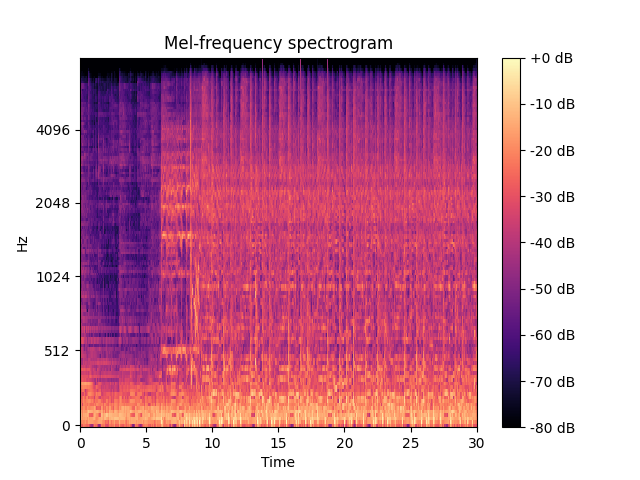 Mel-frequency spectrogram
+0 dB
-10 dB
-20 dB
-30 dB
-40 dB
-50 dB
-60 dB
-70 dB
-80 dB
4096
2048
1024
512
0
Hz
0 5 10 15 20 25 30
Time